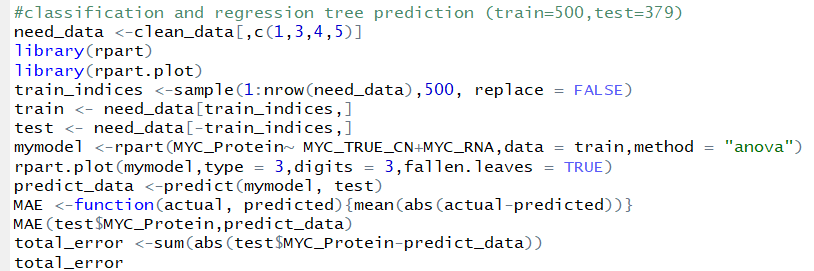 #classification and regression tree prediction (train=500,test=379)
need_data <-clean_data[,c(1,3,4,5)]
library(rpart)
library(rpart.plot)
train_indices <-sample(1:nrow(need_data),500, replace = FALSE)
train <- need_data[train_indices,]
test <- need_data[-train_indices,]
mymodel <-rpart(MYC_Protein~ MYC_TRUE_CN+MYC_RNA,data = train,method = "anova")
rpart.plot(mymodel,type = 3,digits = 3,fallen.leaves = TRUE)
predict_data <-predict(mymodel, test)
MAE <-function(actual, predicted){mean(abs(actual-predicted))}
MAE(test$MYC_Protein,predict_data)
total_error <-sum(abs(test$MYC_Protein-predict_data))
total_error